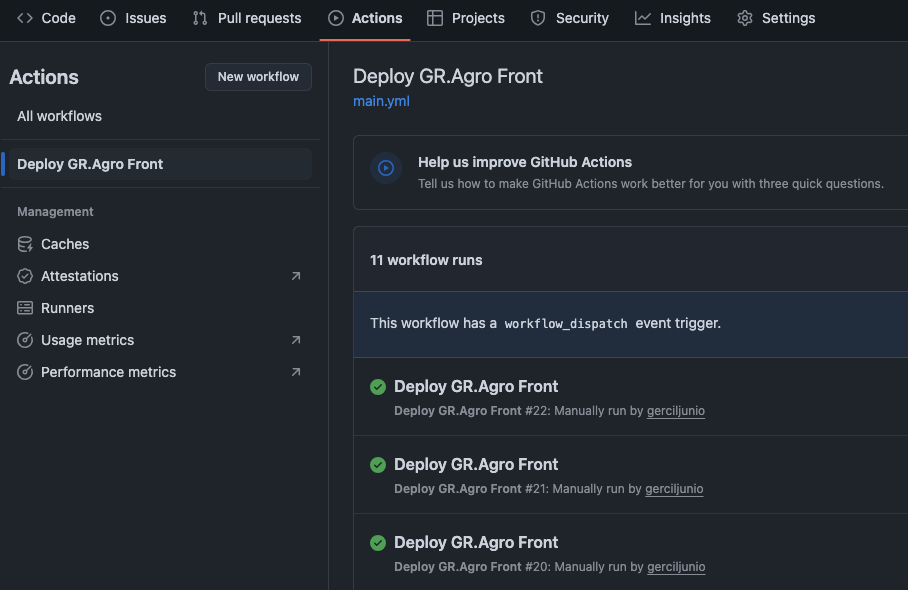 Code Issues Pull requests Actions Projects Security Insights Settings
Actions
New workflow
All workflows
Deploy GR.Agro Front
Management
Caches
Attestations
Runners
Usage metrics
Performance metrics
Deploy GR.Agro Front
main.yml
Help us improve GitHub Actions
Tell us how to make GitHub Actions work better for you with three quick questions.
11 workflow runs
This workflow has a workflow_dispatch event trigger.
Deploy GR.Agro Front
Deploy GR.Agro Front #22: Manually run by gerciljunio
Deploy GR.Agro Front
Deploy GR.Agro Front #21: Manually run by gerciljunio
Deploy GR.Agro Front
Deploy GR.Agro Front #20: Manually run by gerciljunio